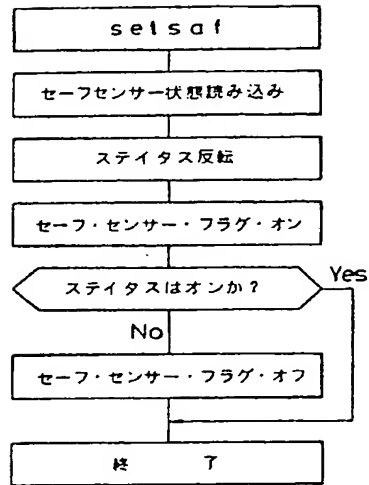 setsaf
セーフセンサー状態読み込み
ステイタス反転
セーフ・センサー・フラグ・オン
ステイタスはオンか？
Yes
No
セーフ・センサー・フラグ・オフ
終 了